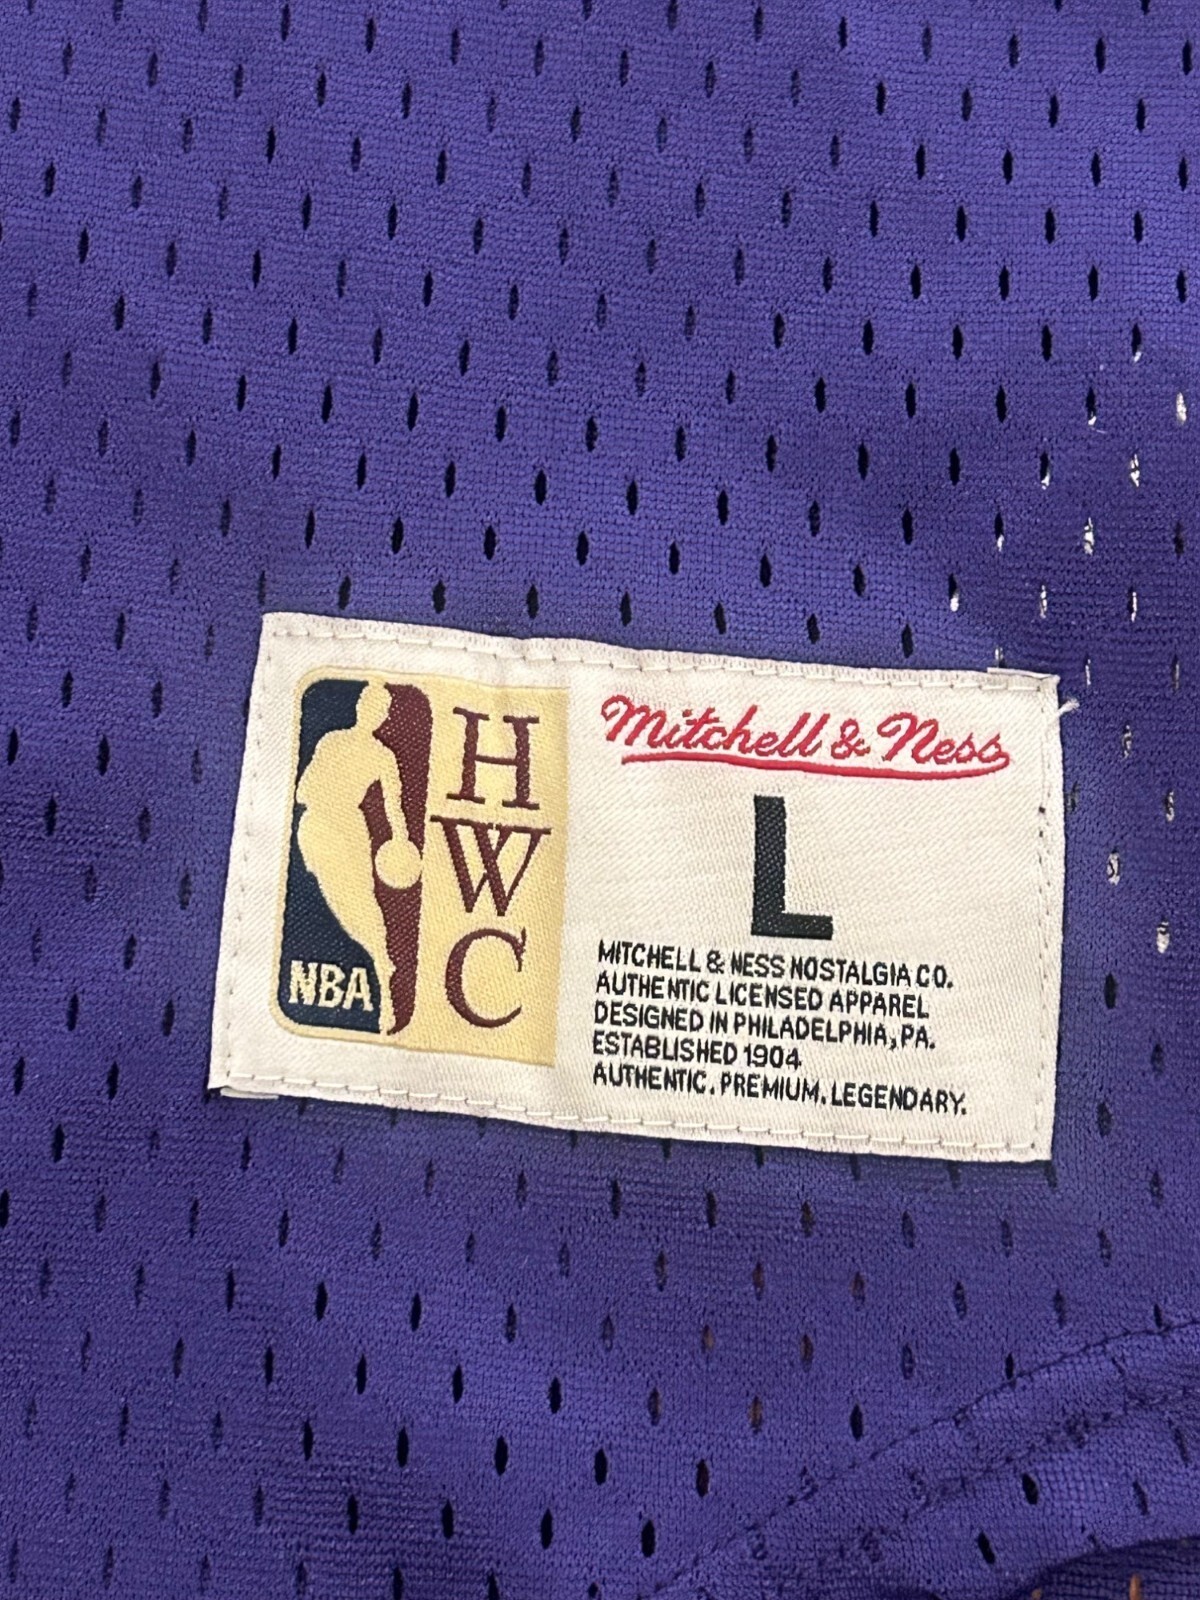 NBA
H
W
C
Mitchell & Ness
L
MITCHELL & NESS NOSTALGIA CO.
AUTHENTIC LICENSED APPAREL
DESIGNED IN PHILADELPHIA, PA.
ESTABLISHED 1904
AUTHENTIC. PREMIUM. LEGENDARY.